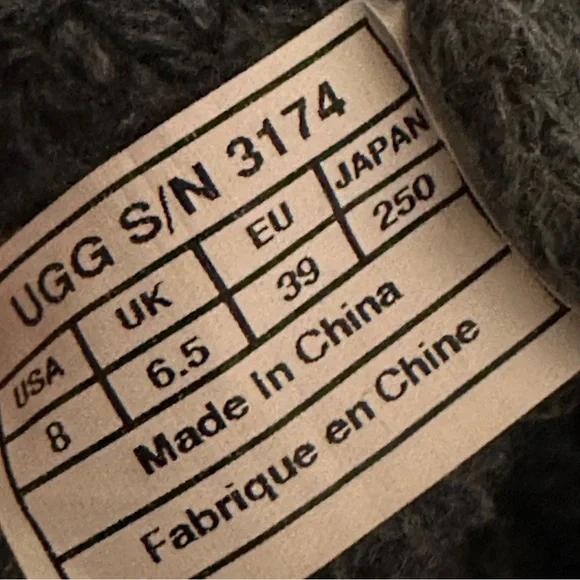 UGG S/N 3174
USA UK EU JAPAN
8 6.5 39 250
Made in China
Fabrique en Chine